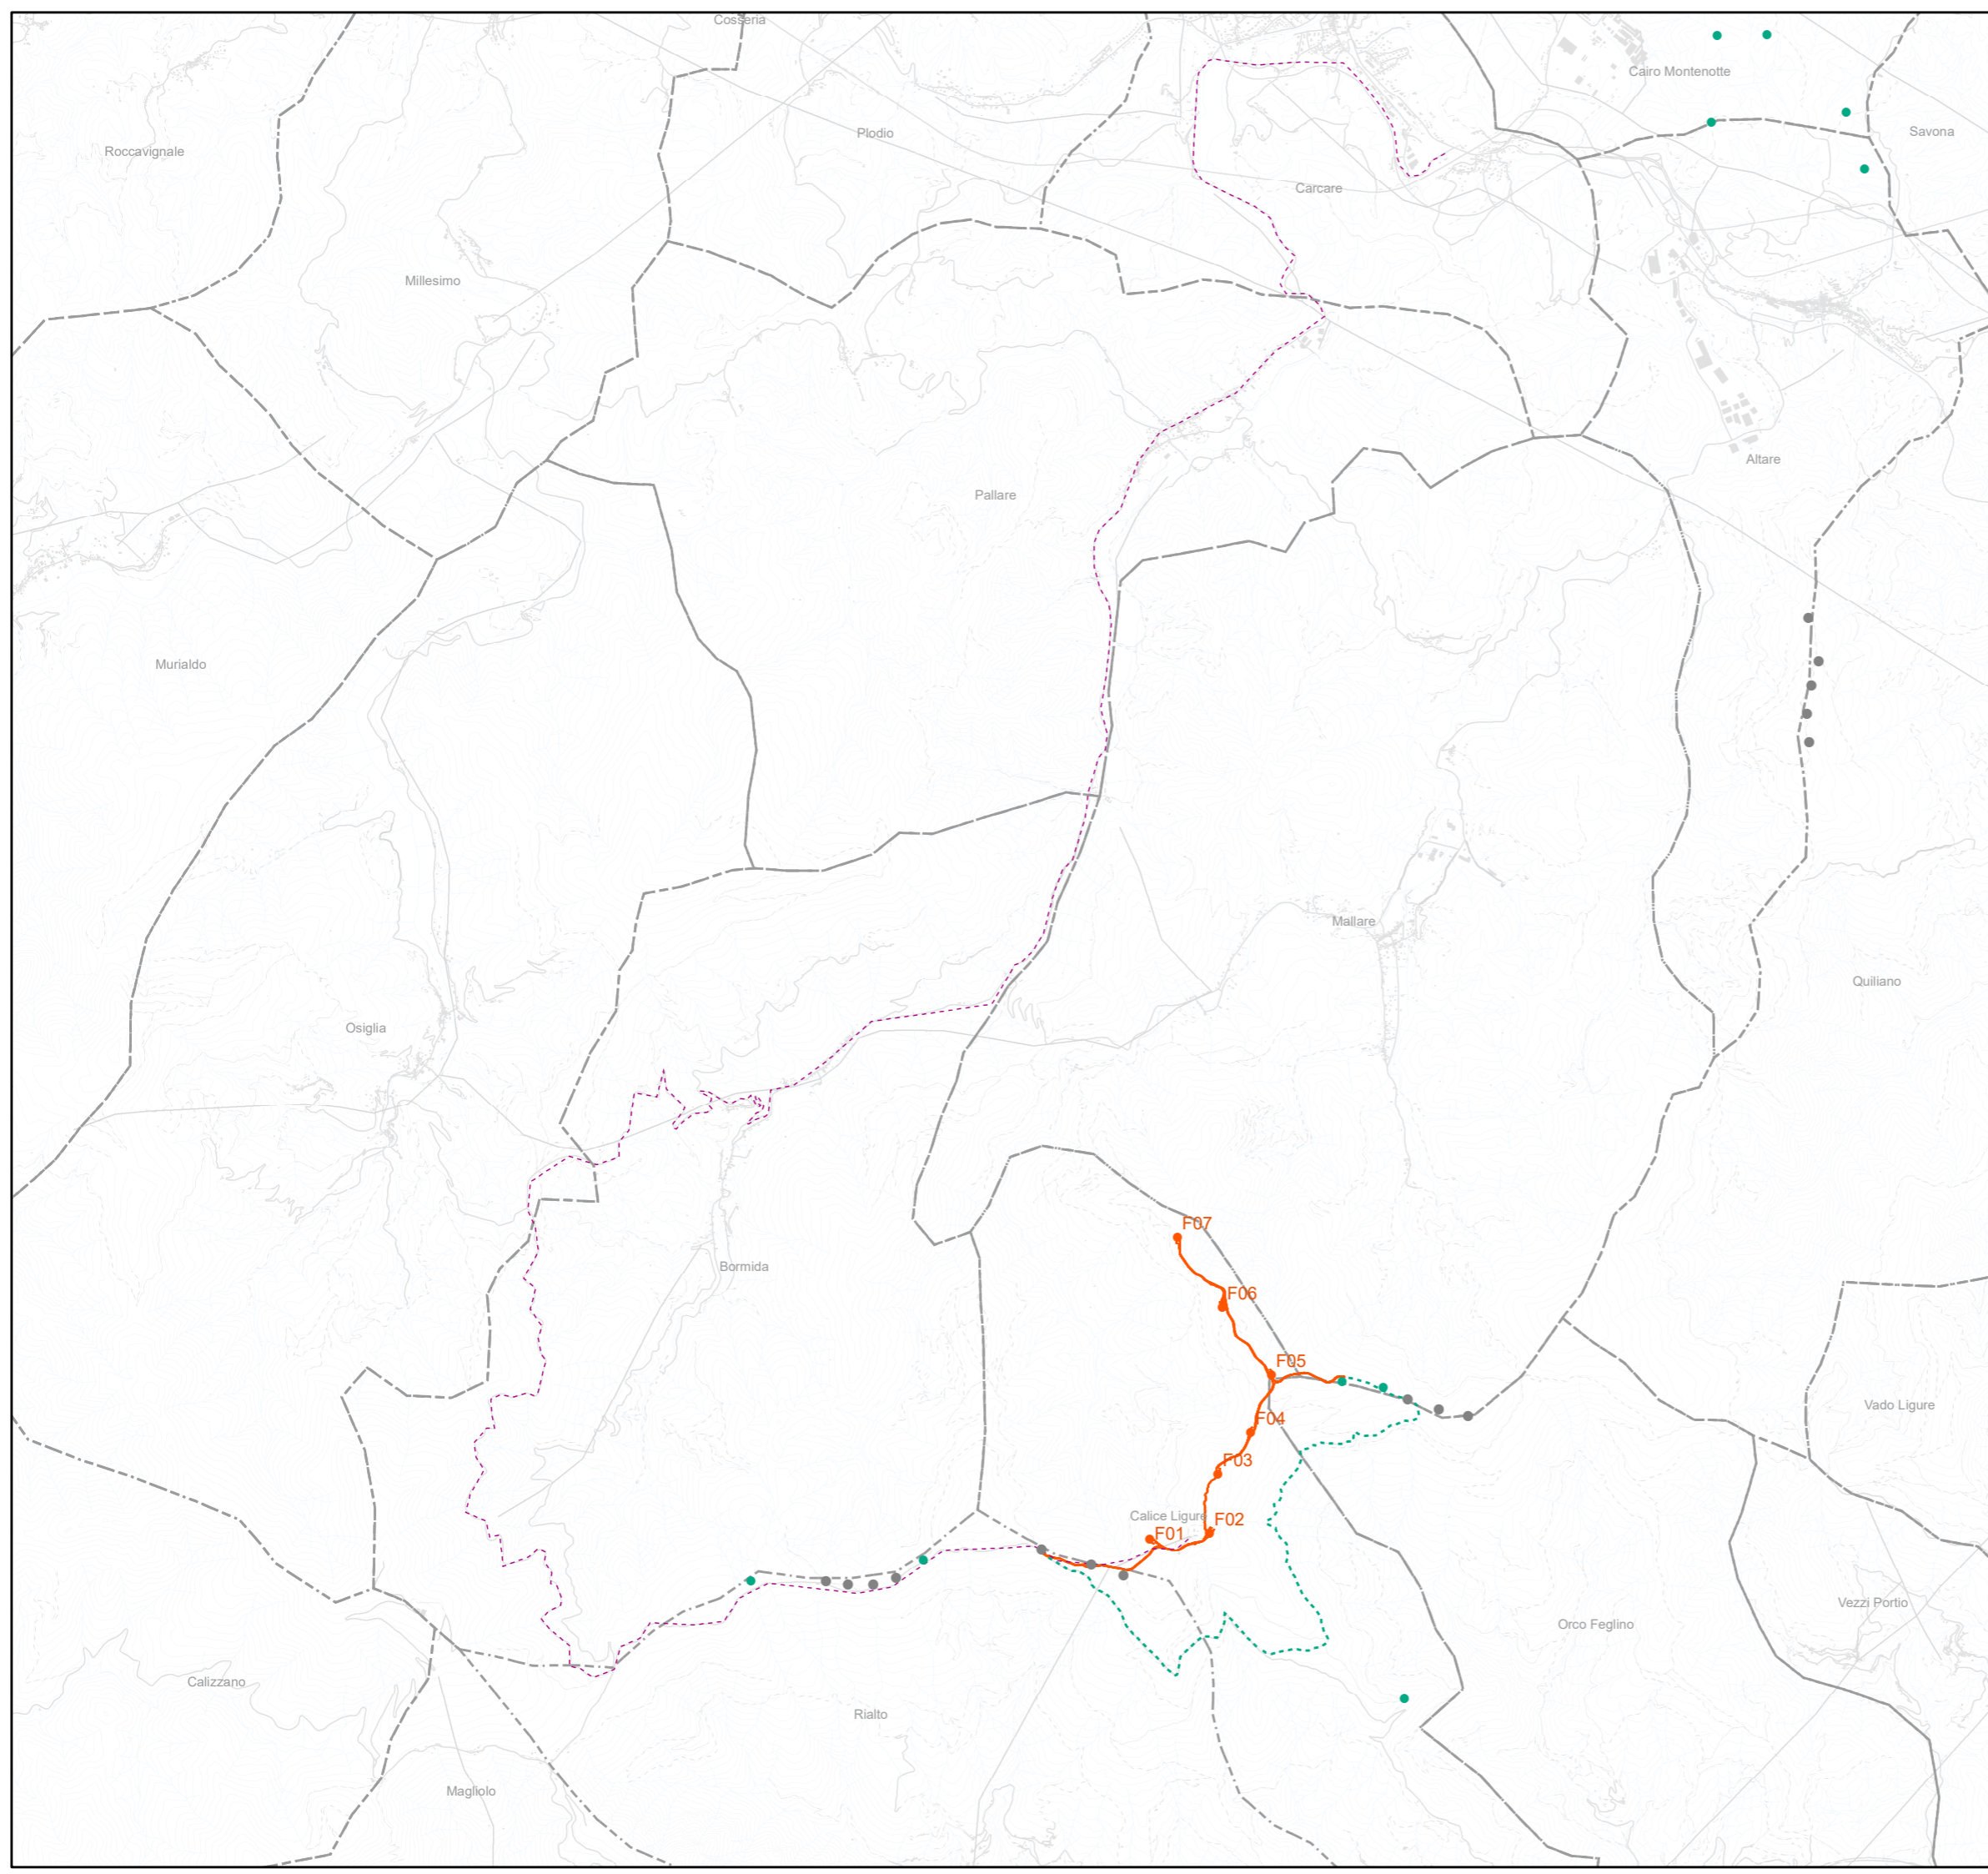 Cosseria
Cairo Montenotte
Savona
Plodio
Roccavignale
Carcare
Millesimo
Altare
Pallare
Murialdo
Mallare
Quiliano
Osiglia
F07
Bormida
F06
F05
Vado Ligure
F04
F03
Calice Ligure
F02
F01
Vezzi Portio
Orco Feglino
Calizzano
Rialto
Magliolo